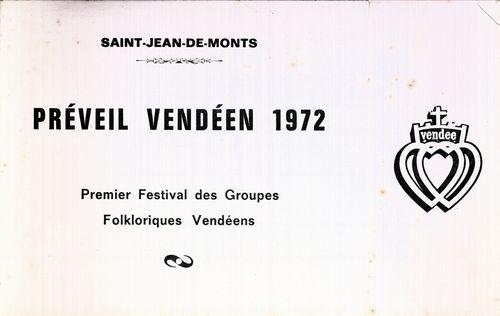 SAINT-JEAN-DE-MONTS
PRÉVEIL VENDÉEN 1972
vendee
Premier Festival des Groupes
Folkloriques Vendéens